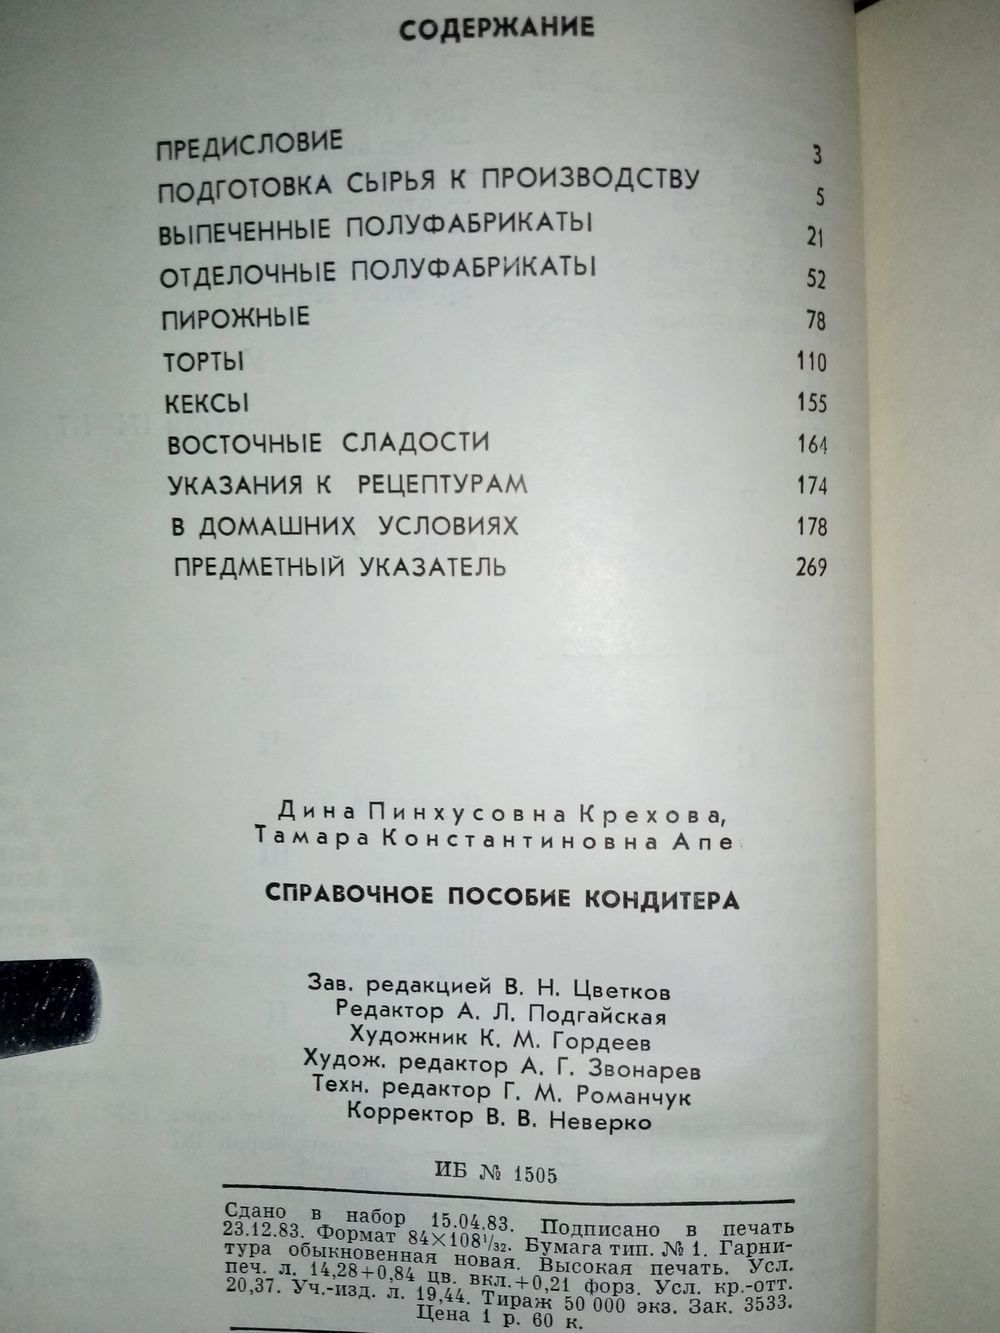 СОДЕРЖАНИЕ
ПРЕДИСЛОВИЕ 3
ПОДГОТОВКА СЫРЬЯ К ПРОИЗВОДСТВУ 5
ВЫПЕЧЕННЫЕ ПОЛУФАБРИКАТЫ 21
ОТДЕЛОЧНЫЕ ПОЛУФАБРИКАТЫ 52
ПИРОЖНЫЕ 78
ТОРТЫ 110
КЕКСЫ 155
ВОСТОЧНЫЕ СЛАДОСТИ 164
УКАЗАНИЯ К РЕЦЕПТУРАМ 174
В ДОМАШНИХ УСЛОВИЯХ 178
ПРЕДМЕТНЫЙ УКАЗАТЕЛЬ 269
Дина Пинхусовна Крехова,
Тамара Константиновна Апе
СПРАВОЧНОЕ ПОСОБИЕ КОНДИТЕРА
Зав. редакцией В. Н. Цветков
Редактор А. Л. Подгайская
Художник К. М. Гордеев
Худож. редактор А. Г. Звонарев
Техн. редактор Г. М. Романчук
Корректор В. В. Неверко
ИБ № 1505
Сдано в набор 15.04.83. Подписано в печать
23.12.83. Формат 84×108¹/₃₂. Бумага тип. № 1. Гарни-
тура обыкновенная новая. Высокая печать. Усл.
печ. л. 14,28+0,84 цв. вкл.+0,21 форз. Усл. кр.-отт.
20,37. Уч.-изд. л. 19,44. Тираж 50 000 экз. Зак. 3533.
Цена 1 р. 60 к.